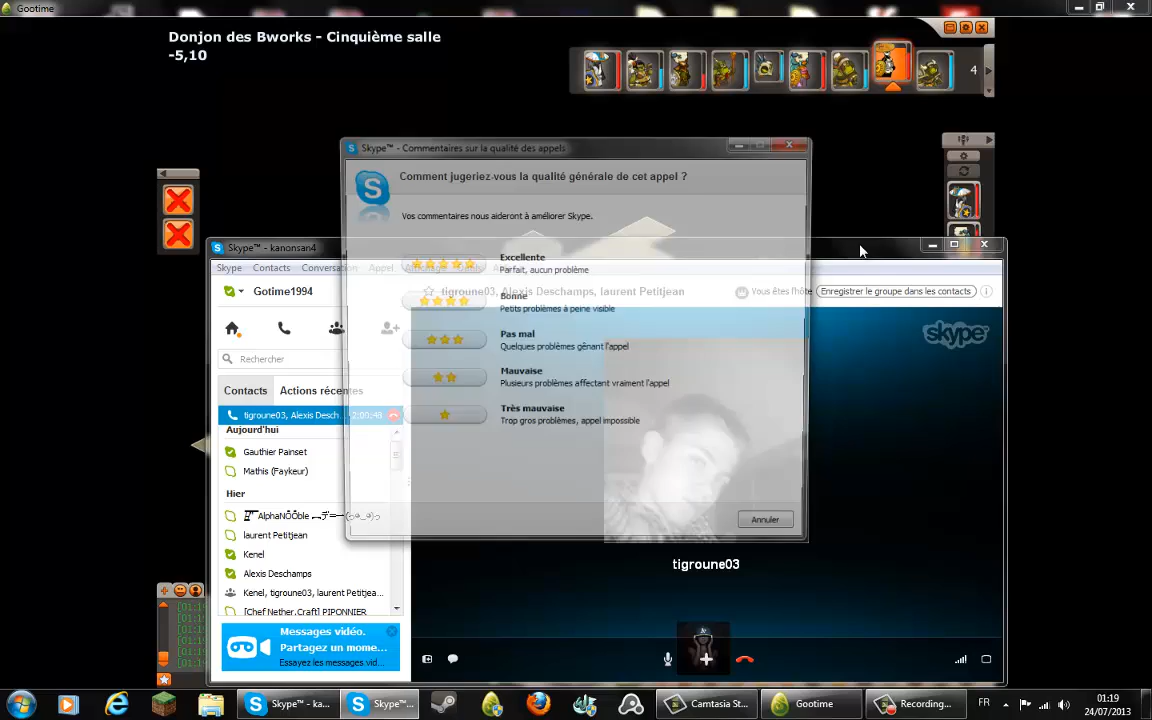 Gootime
Donjon des Bworks - Cinquième salle
-5,10
4
Skype™ - Commentaires sur la qualité des appels
Comment jugeriez-vous la qualité générale de cet appel ?
Vos commentaires nous aideront à améliorer Skype.
Excellente
Parfait, aucun problème
Bonne
Petits problèmes à peine visible
Pas mal
Quelques problèmes gênant l'appel
Mauvaise
Plusieurs problèmes affectant vraiment l'appel
Très mauvaise
Trop gros problèmes, appel impossible
Annuler
Skype™ - kanonsan4
Skype Contacts Conversation Appel
Gotime1994
tigroune03, Alexis Deschamps, laurent Petitjean
Vous êtes l'hôte
Enregistrer le groupe dans les contacts
skype
Rechercher
Contacts
Actions récentes
tigroune03, Alexis Desch...
Aujourd'hui
Gauthier Painset
Mathis (Faykeur)
Hier
laurent Petitjean
Kenel
Alexis Deschamps
Kenel, tigroune03, laurent Petitjea...
[Chef Nether.Craft] PIPONNIER
Messages vidéo.
Partagez un mome...
Essayez les messages vid...
tigroune03
Skype™ - ka...
Skype™...
Camtasia St...
Gootime
Recording...
FR
01:19
24/07/2013